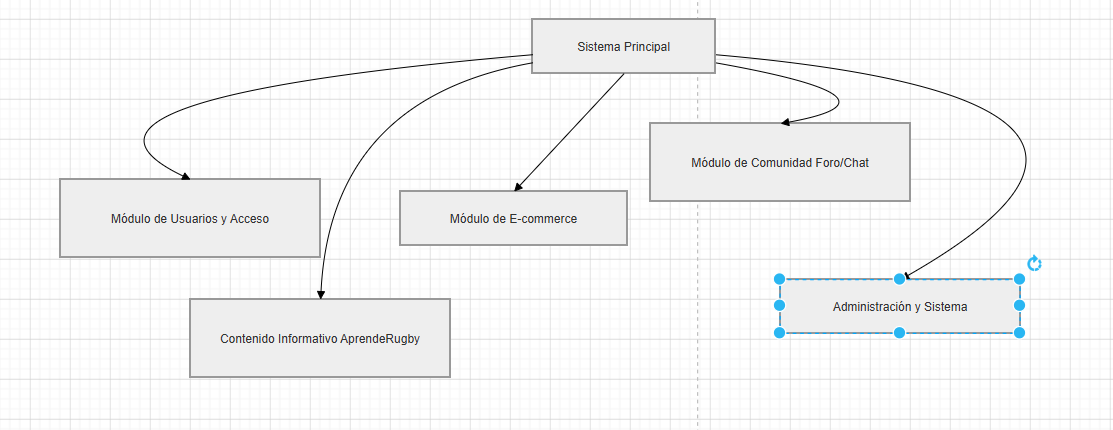 Sistema Principal
Módulo de Comunidad Foro/Chat
Módulo de Usuarios y Acceso
Módulo de E-commerce
Administración y Sistema
Contenido Informativo AprendeRugby